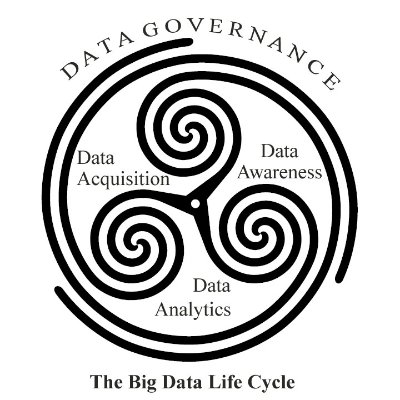 DATA GOVERNANCE
Data
Acquisition
Data
Awareness
Data
Analytics
The Big Data Life Cycle